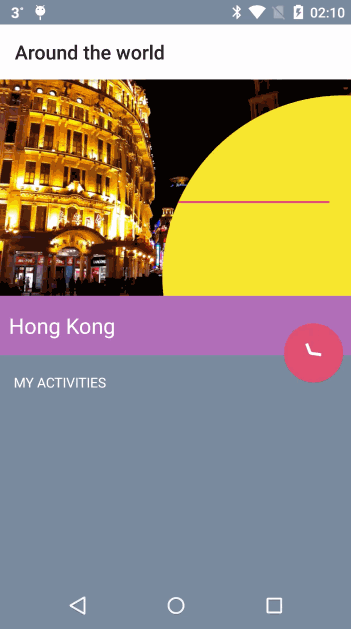 3°
02:10
Around the world
Hong Kong
MY ACTIVITIES